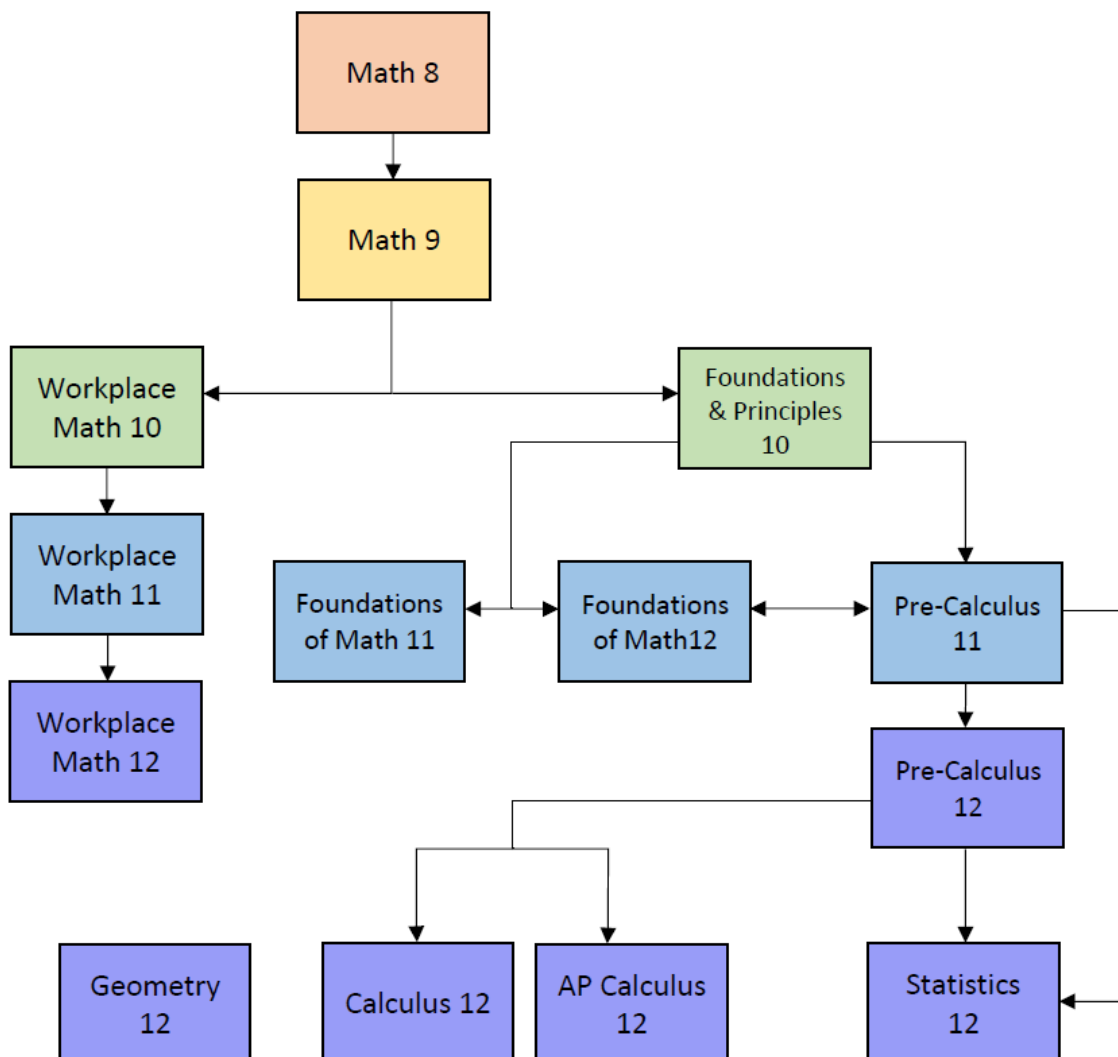 Math 8
Math 9
Workplace
Math 10
Foundations
& Principles
10
Workplace
Math 11
Foundations
of Math 11
Foundations
of Math12
Pre-Calculus
11
Workplace
Math 12
Pre-Calculus
12
Geometry
12
Calculus 12
AP Calculus
12
Statistics
12